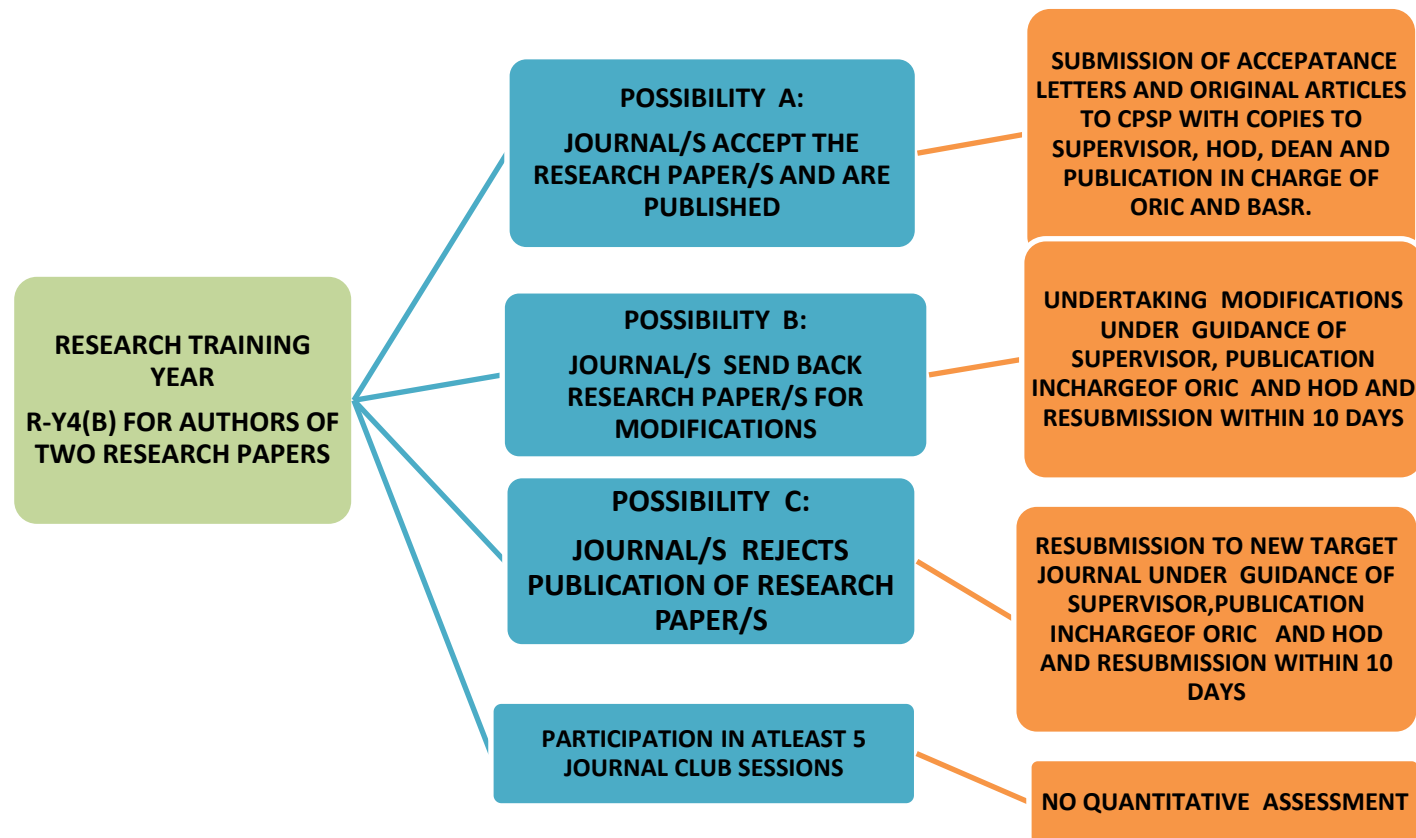 RESEARCH TRAINING
YEAR
R-Y4(B) FOR AUTHORS OF
TWO RESEARCH PAPERS
POSSIBILITY A:
JOURNAL/S ACCEPT THE
RESEARCH PAPER/S AND ARE
PUBLISHED
SUBMISSION OF ACCEPATANCE
LETTERS AND ORIGINAL ARTICLES
TO CPSP WITH COPIES TO
SUPERVISOR, HOD, DEAN AND
PUBLICATION IN CHARGE OF
ORIC AND BASR.
POSSIBILITY B:
JOURNAL/S SEND BACK
RESEARCH PAPER/S FOR
MODIFICATIONS
UNDERTAKING MODIFICATIONS
UNDER GUIDANCE OF
SUPERVISOR, PUBLICATION
INCHARGEOF ORIC AND HOD AND
RESUBMISSION WITHIN 10 DAYS
POSSIBILITY C:
JOURNAL/S REJECTS
PUBLICATION OF RESEARCH
PAPER/S
RESUBMISSION TO NEW TARGET
JOURNAL UNDER GUIDANCE OF
SUPERVISOR,PUBLICATION
INCHARGEOF ORIC AND HOD
AND RESUBMISSION WITHIN 10
DAYS
PARTICIPATION IN ATLEAST 5
JOURNAL CLUB SESSIONS
NO QUANTITATIVE ASSESSMENT